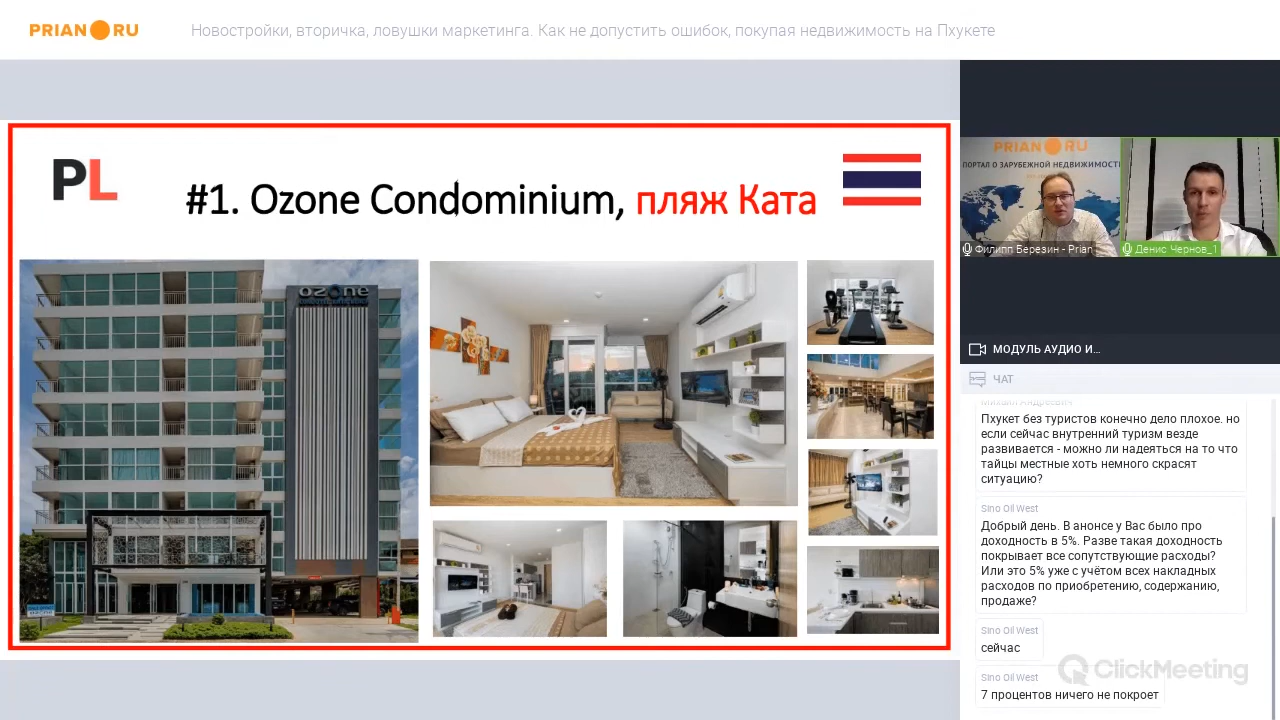 PRIAN RU
Новостройки, вторичка, ловушки маркетинга. Как не допустить ошибок, покупая недвижимость на Пхукете
PL
#1. Ozone Condominium, пляж Ката
ozone
PRIAN RU
ПОРТАЛ О ЗАРУБЕЖНОЙ НЕДВИЖИМОСТИ
Филипп Березин - Prian
Денис Чернов_1
МОДУЛЬ АУДИО И...
ЧАТ
Михаил Андреевич
Пхукет без туристов конечно дело плохое. но
если сейчас внутренний туризм везде
развивается - можно ли надеяться на то что
тайцы местные хоть немного скрасят
ситуацию?
Sino Oil West
Добрый день. В анонсе у Вас было про
доходность в 5%. Разве такая доходность
покрывает все сопутствующие расходы?
Или это 5% уже с учётом всех накладных
расходов по приобретению, содержанию,
продаже?
Sino Oil West
сейчас
Sino Oil West
7 процентов ничего не покроет
ClickMeeting